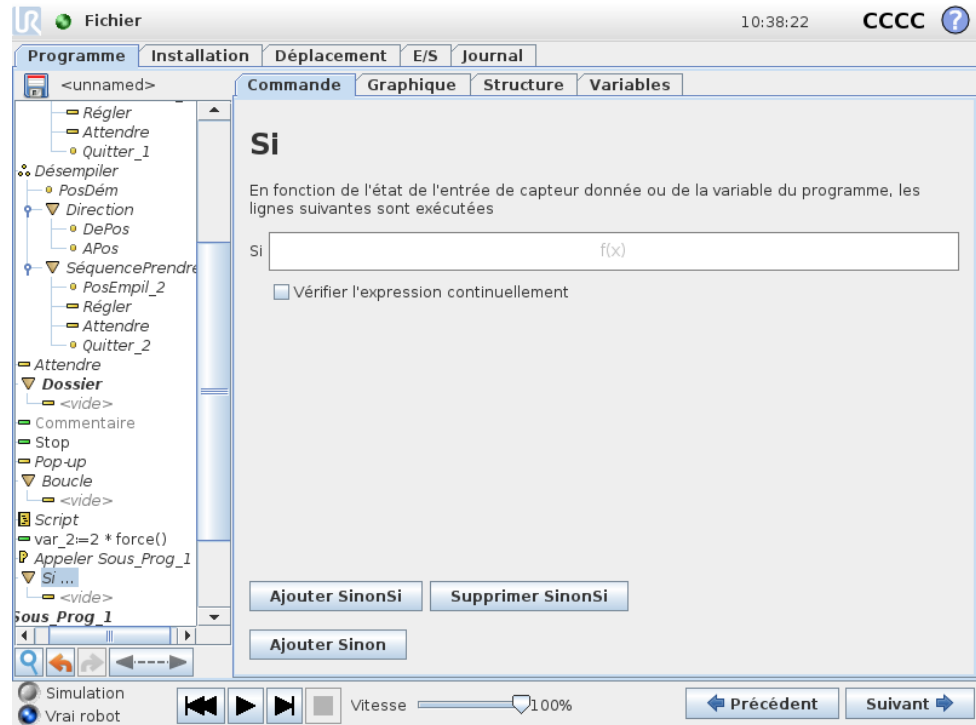 UR Fichier 10:38:22 CCCC ?
Programme Installation Déplacement E/S Journal
<unnamed> Commande Graphique Structure Variables
Régler
Attendre
Quitter_1
Désempiler
PosDém
Direction
DePos
APos
SéquencePrendre
PosEmpil_2
Régler
Attendre
Quitter_2
Attendre
Dossier
<vide>
Commentaire
Stop
Pop-up
Boucle
<vide>
Script
var_2:=2 * force()
Appeler Sous_Prog_1
Si ...
<vide>
Sous_Prog_1
Si
En fonction de l'état de l'entrée de capteur donnée ou de la variable du programme, les
lignes suivantes sont exécutées
Si f(x)
Vérifier l'expression continuellement
Ajouter SinonSi Supprimer SinonSi
Ajouter Sinon
Simulation
Vrai robot
Vitesse 100%
Précédent Suivant